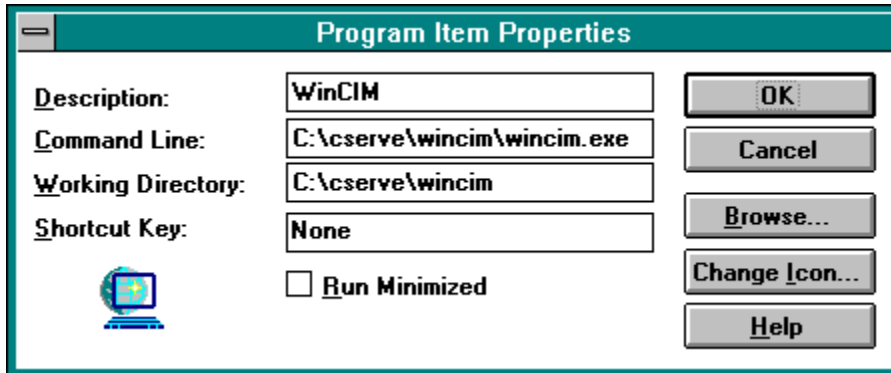 Program Item Properties
Description: WinCIM
Command Line: C:\cserve\wincim\wincim.exe
Working Directory: C:\cserve\wincim
Shortcut Key: None
Run Minimized
OK
Cancel
Browse...
Change Icon...
Help